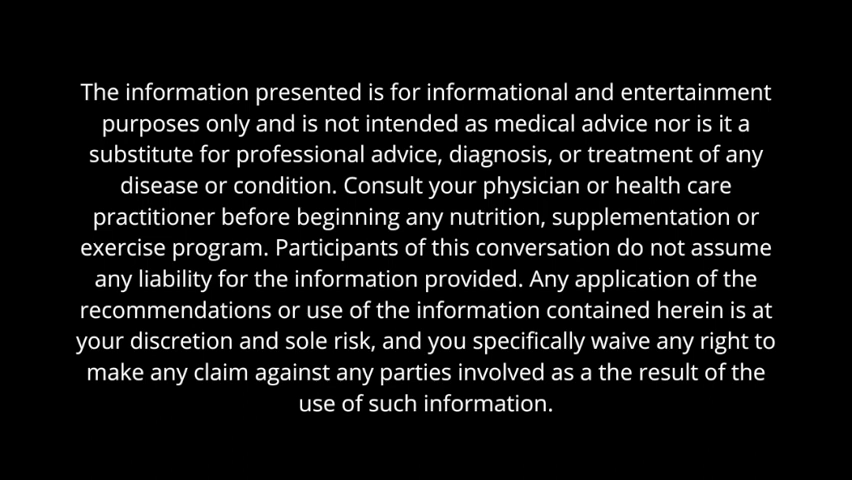 The information presented is for informational and entertainment
purposes only and is not intended as medical advice nor is it a
substitute for professional advice, diagnosis, or treatment of any
disease or condition. Consult your physician or health care
practitioner before beginning any nutrition, supplementation or
exercise program. Participants of this conversation do not assume
any liability for the information provided. Any application of the
recommendations or use of the information contained herein is at
your discretion and sole risk, and you specifically waive any right to
make any claim against any parties involved as a the result of the
use of such information.